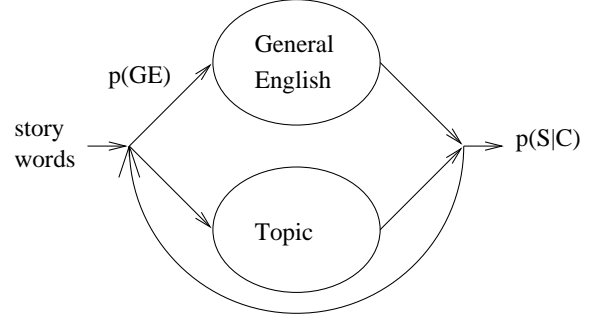 General
English
p(GE)
story
words
p(S|C)
Topic